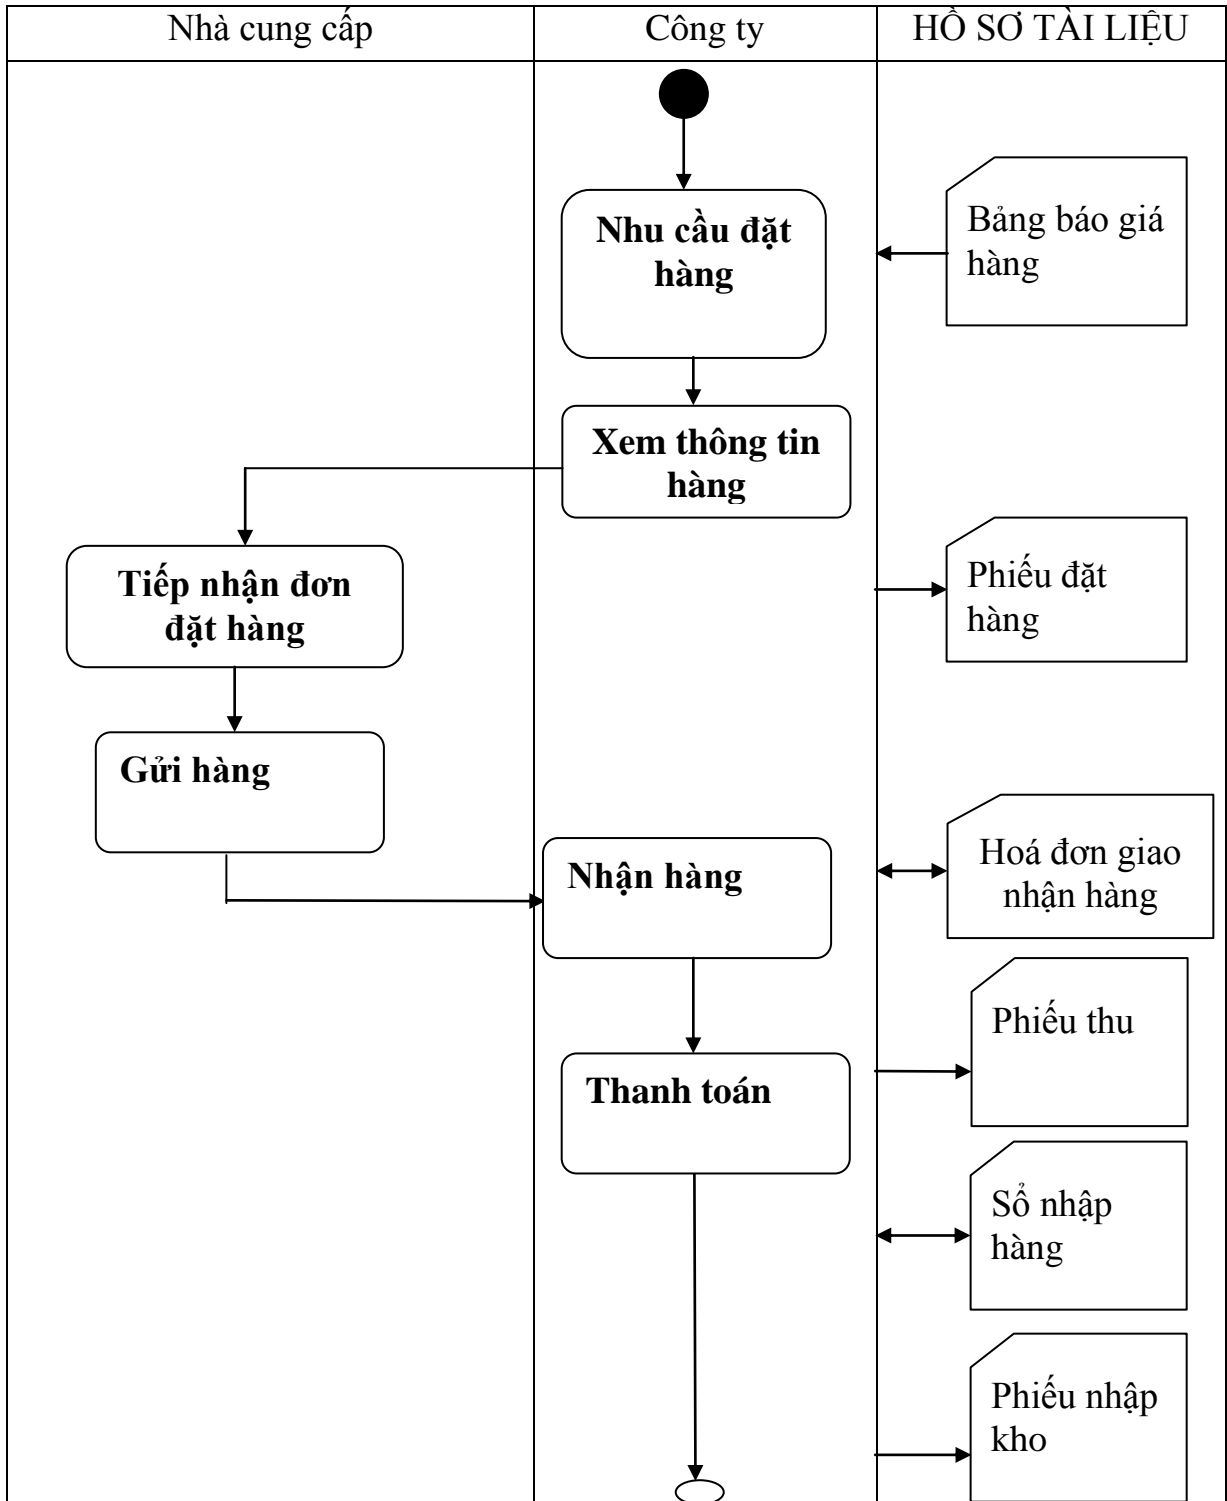 Nhà cung cấp
Công ty
HỒ SƠ TÀI LIỆU
Nhu cầu đặt
hàng
Bảng báo giá
hàng
Xem thông tin
hàng
Tiếp nhận đơn
đặt hàng
Phiếu đặt
hàng
Gửi hàng
Nhận hàng
Hoá đơn giao
nhận hàng
Phiếu thu
Thanh toán
Sổ nhập
hàng
Phiếu nhập
kho